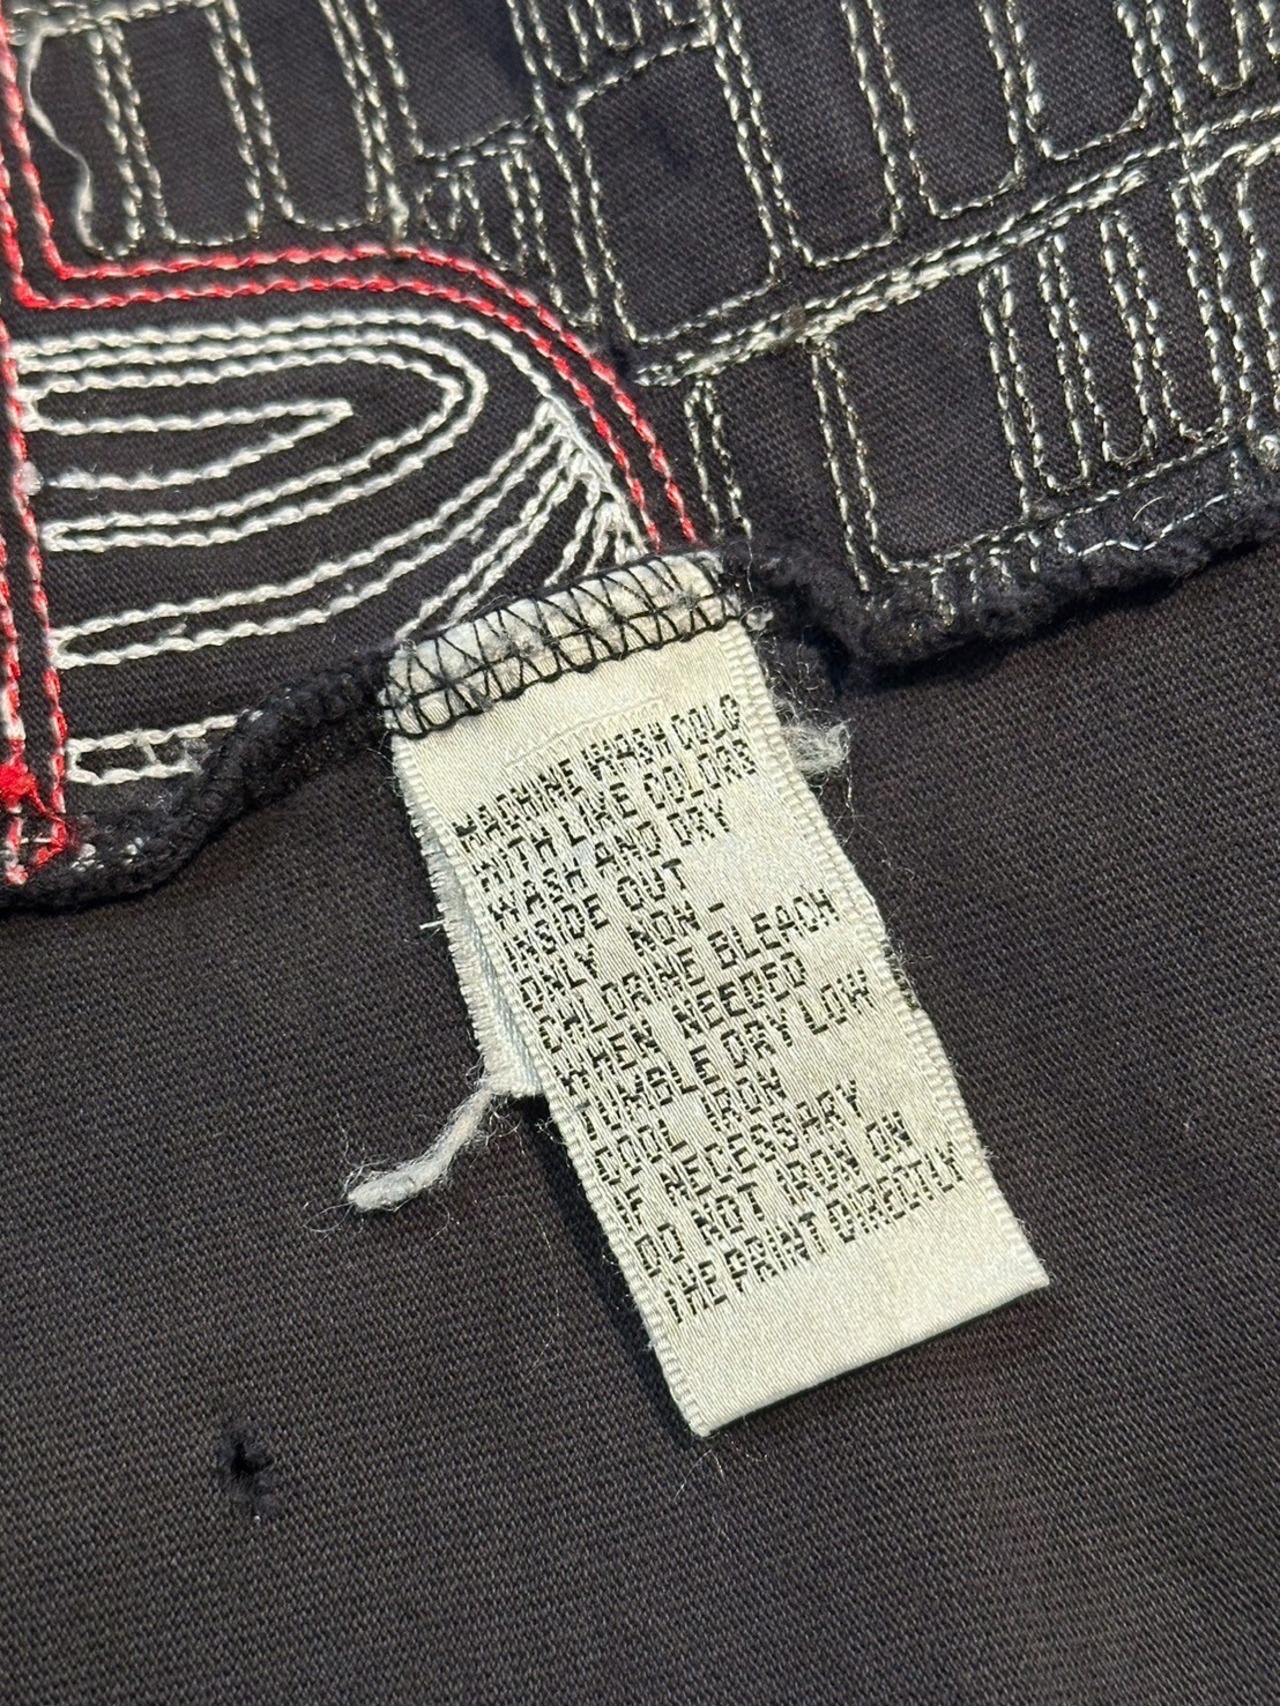 MACHINE WASH COLD
WITH LIKE COLORS
WASH AND DRY
INSIDE OUT
ONLY NON-
CHLORINE BLEACH
WHEN NEEDED
TUMBLE DRY LOW
COOL IRON
IF NECESSARY
DO NOT IRON ON
THE PRINT DIRECTLY